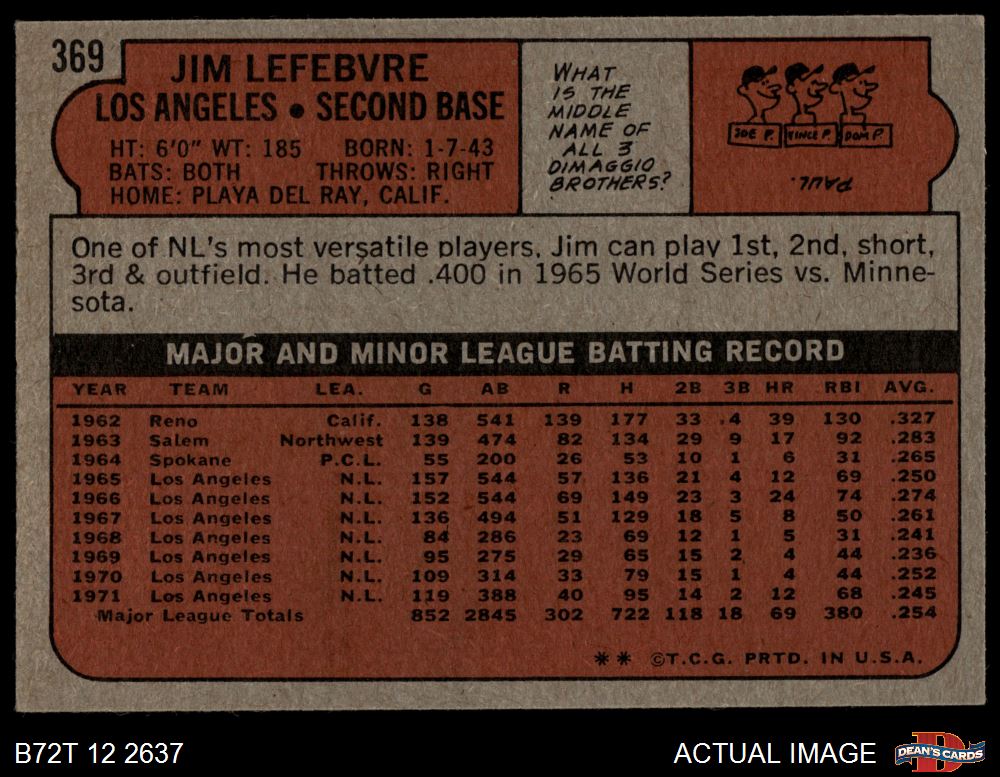 369
JIM LEFEBVRE
LOS ANGELES • SECOND BASE
HT: 6'0" WT: 185 BORN: 1-7-43
BATS: BOTH THROWS: RIGHT
HOME: PLAYA DEL RAY, CALIF.
WHAT
IS THE
MIDDLE
NAME OF
ALL 3
DIMAGGIO
BROTHERS?
JOE P. VINCE P. DOM P.
PAUL.
One of NL's most versatile players, Jim can play 1st, 2nd, short,
3rd & outfield. He batted .400 in 1965 World Series vs. Minne-
sota.
MAJOR AND MINOR LEAGUE BATTING RECORD
YEAR TEAM LEA. G AB R H 2B 3B HR RBI AVG.
1962 Reno Calif. 138 541 139 177 33 4 39 130 .327
1963 Salem Northwest 139 474 82 134 29 9 17 92 .283
1964 Spokane P.C.L. 55 200 26 53 10 1 6 31 .265
1965 Los Angeles N.L. 157 544 57 136 21 4 12 69 .250
1966 Los Angeles N.L. 152 544 69 149 23 3 24 74 .274
1967 Los Angeles N.L. 136 494 51 129 18 5 8 50 .261
1968 Los Angeles N.L. 84 286 23 69 12 1 5 31 .241
1969 Los Angeles N.L. 95 275 29 65 15 2 4 44 .236
1970 Los Angeles N.L. 109 314 33 79 15 1 4 44 .252
1971 Los Angeles N.L. 119 388 40 95 14 2 12 68 .245
Major League Totals 852 2845 302 722 118 18 69 380 .254
** ©T.C.G. PRTD. IN U.S.A.
B72T 12 2637
ACTUAL IMAGE
D
DEAN'S CARDS